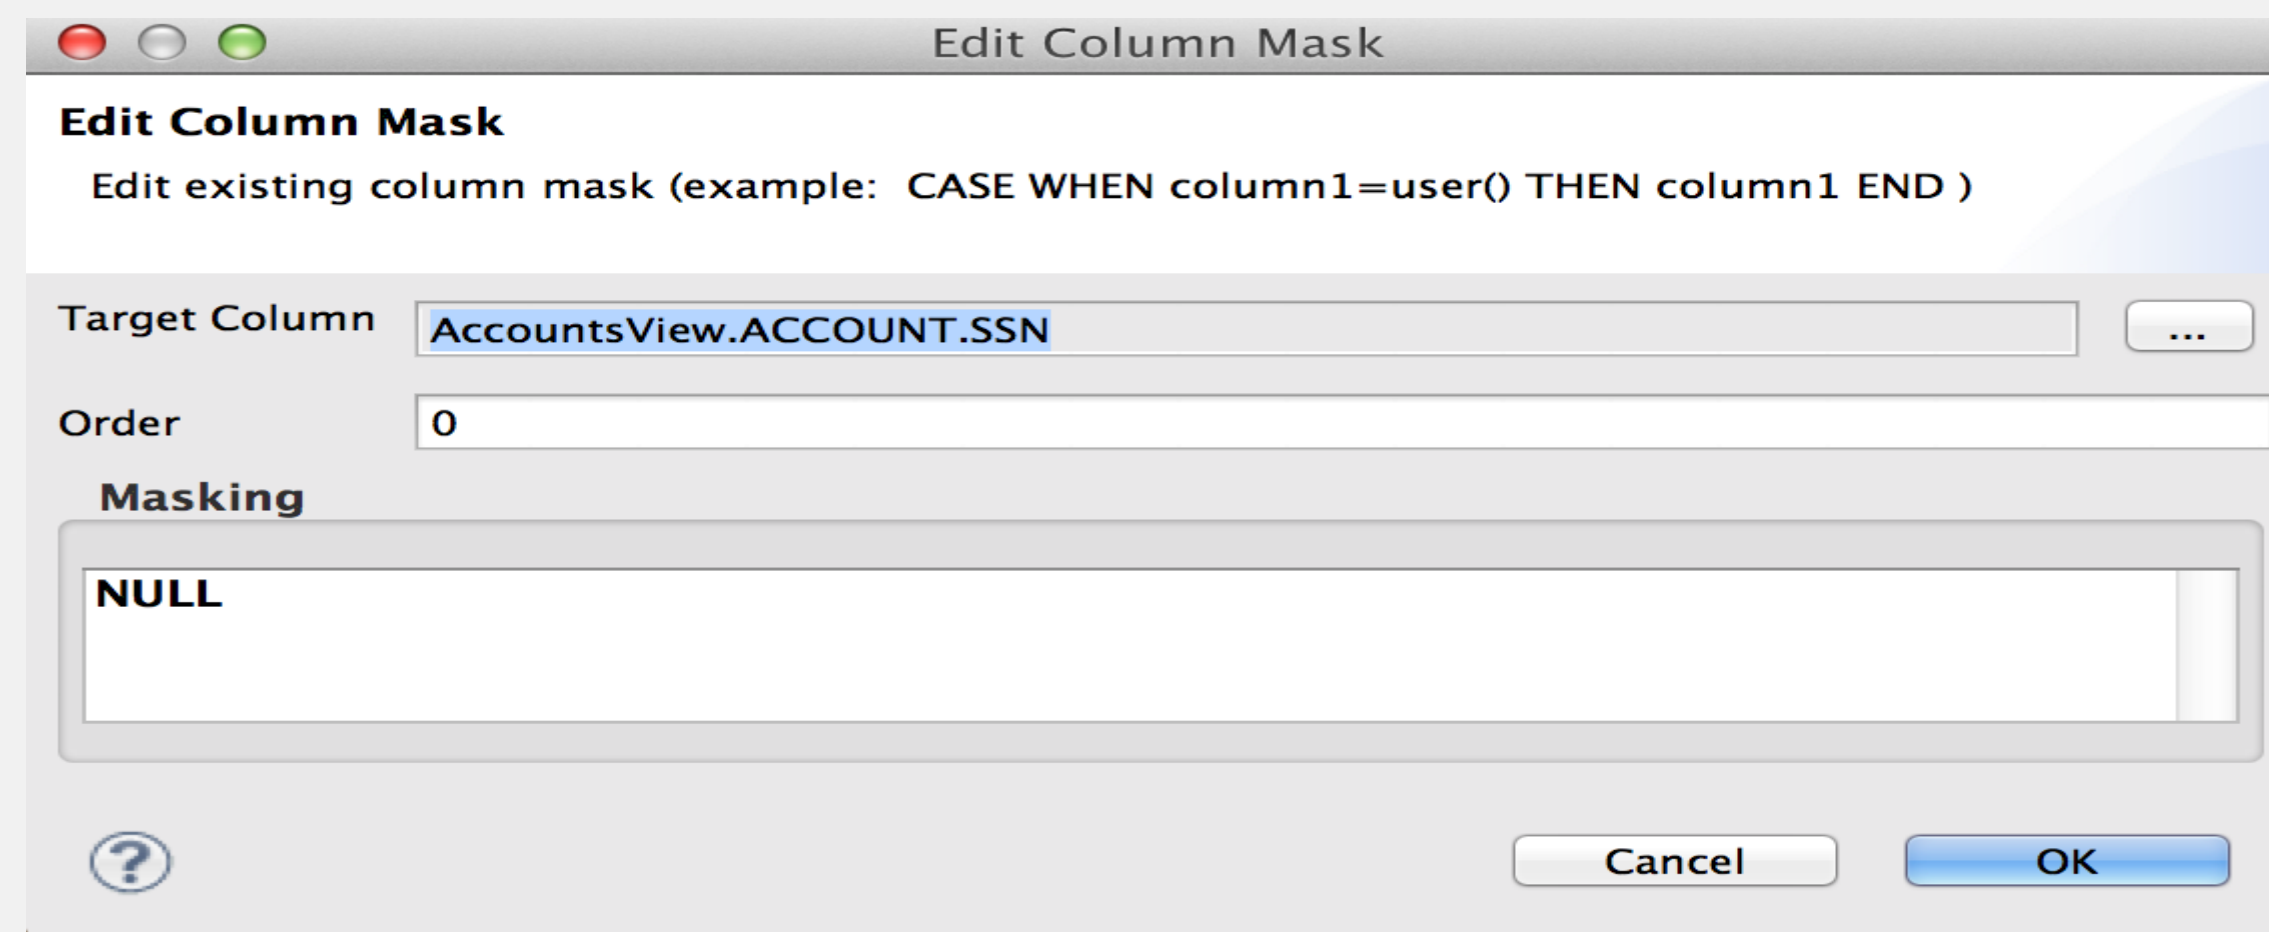 Edit Column Mask
Edit Column Mask
Edit existing column mask (example:  CASE WHEN column1=user() THEN column1 END )
Target Column AccountsView.ACCOUNT.SSN ...
Order 0
Masking
NULL
? Cancel OK